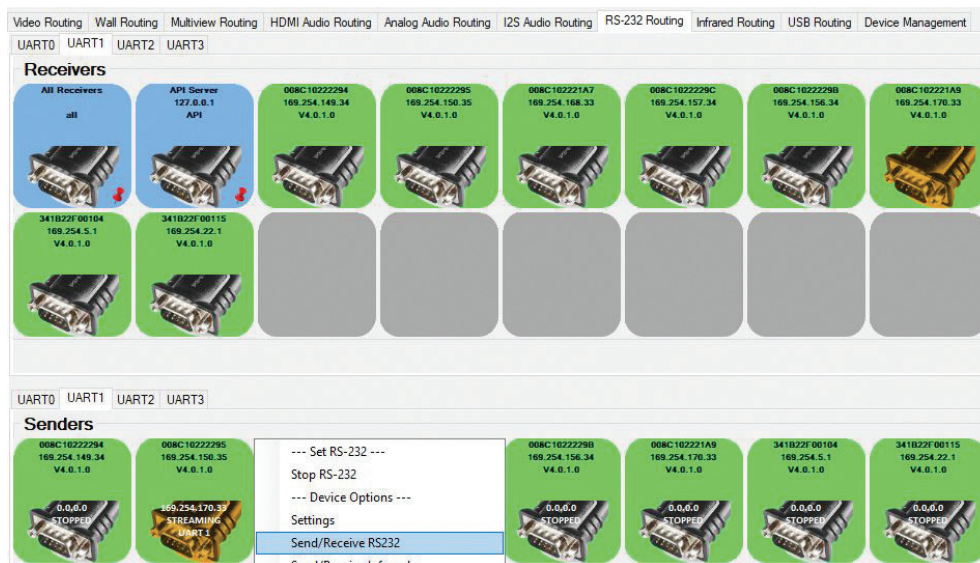 Video Routing Wall Routing Multiview Routing HDMI Audio Routing Analog Audio Routing I2S Audio Routing RS-232 Routing Infrared Routing USB Routing Device Management
UART0 UART1 UART2 UART3
Receivers
All Receivers
all
API Server
127.0.0.1
API
008C10222294
169.254.149.34
V4.0.1.0
008C10222295
169.254.150.35
V4.0.1.0
008C102221A7
169.254.168.33
V4.0.1.0
008C1022229C
169.254.157.34
V4.0.1.0
008C1022229B
169.254.156.34
V4.0.1.0
008C102221A9
169.254.170.33
V4.0.1.0
341B22F00104
169.254.5.1
V4.0.1.0
341B22F00115
169.254.22.1
V4.0.1.0
UART0 UART1 UART2 UART3
Senders
008C10222294
169.254.149.34
V4.0.1.0
0.0.0.0
STOPPED
008C10222295
169.254.150.35
V4.0.1.0
169.254.170.33
STREAMING
UART 1
--- Set RS-232 ---
Stop RS-232
--- Device Options ---
Settings
Send/Receive RS232
008C1022229B
169.254.156.34
V4.0.1.0
0.0.0.0
STOPPED
008C102221A9
169.254.170.33
V4.0.1.0
0.0.0.0
STOPPED
341B22F00104
169.254.5.1
V4.0.1.0
0.0.0.0
STOPPED
341B22F00115
169.254.22.1
V4.0.1.0
0.0.0.0
STOPPED